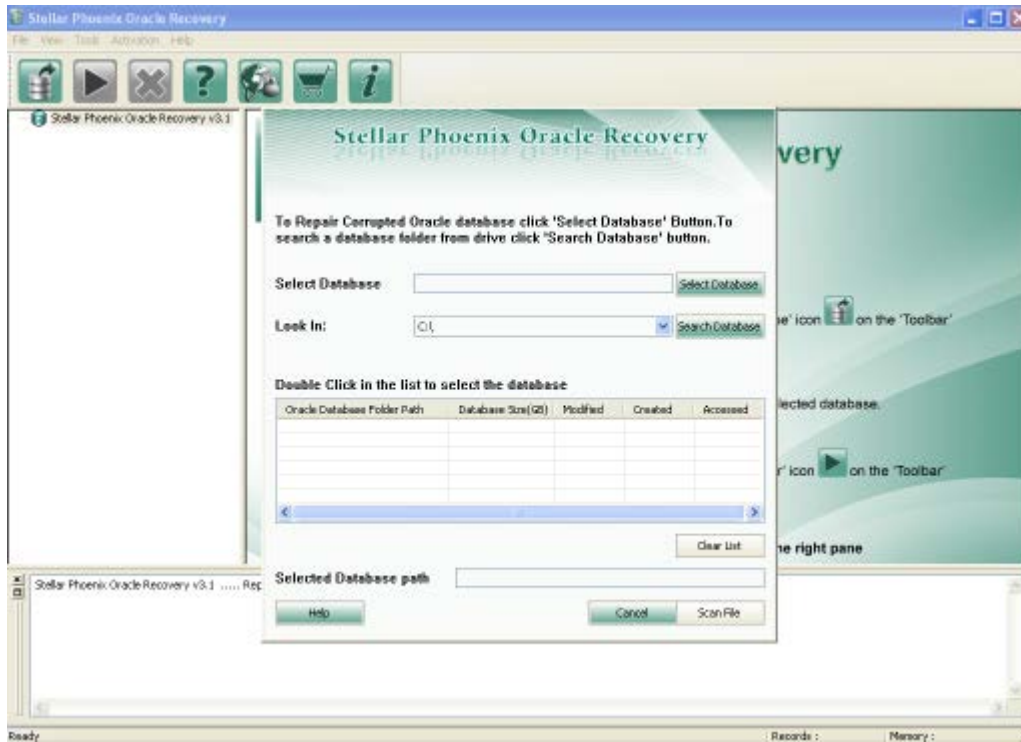 Stellar Phoenix Oracle Recovery
File View Tools Activation Help
Stellar Phoenix Oracle Recovery v3.1
Stellar Phoenix Oracle Recovery
very
To Repair Corrupted Oracle database click 'Select Database' Button.To
search a database folder from drive click 'Search Database' button.
Select Database
Select Database
e' icon on the 'Toolbar'
Look In:
C:\
Search Database
Double Click in the list to select the database
lected database.
Oracle Database Folder Path Database Size(GB) Modified Created Accessed
r' icon on the 'Toolbar'
Clear List
he right pane
Selected Database path
Stellar Phoenix Oracle Recovery v3.1 ..... Rep
Help Cancel Scan File
Ready Records : Memory :